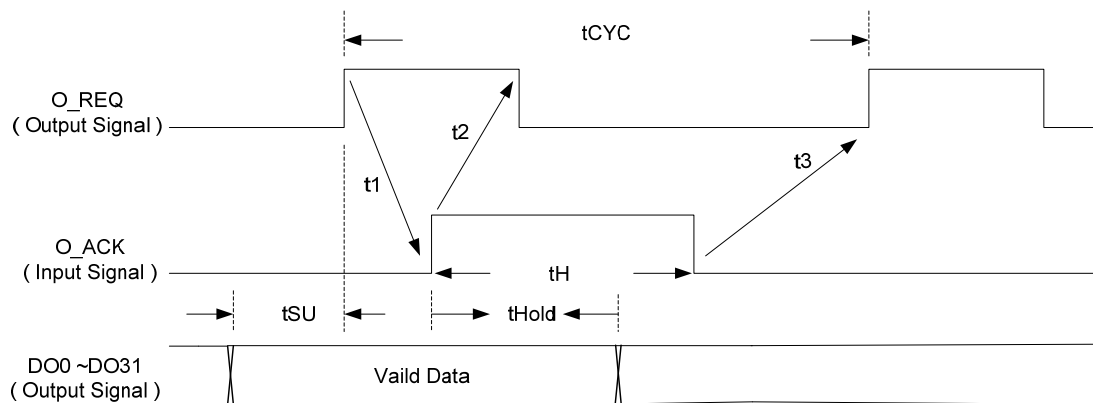 tCYC
O_REQ
( Output Signal )
t2
t3
t1
O_ACK
( Input Signal )
tH
tSU
tHold
DO0 ~DO31
( Output Signal )
Vaild Data